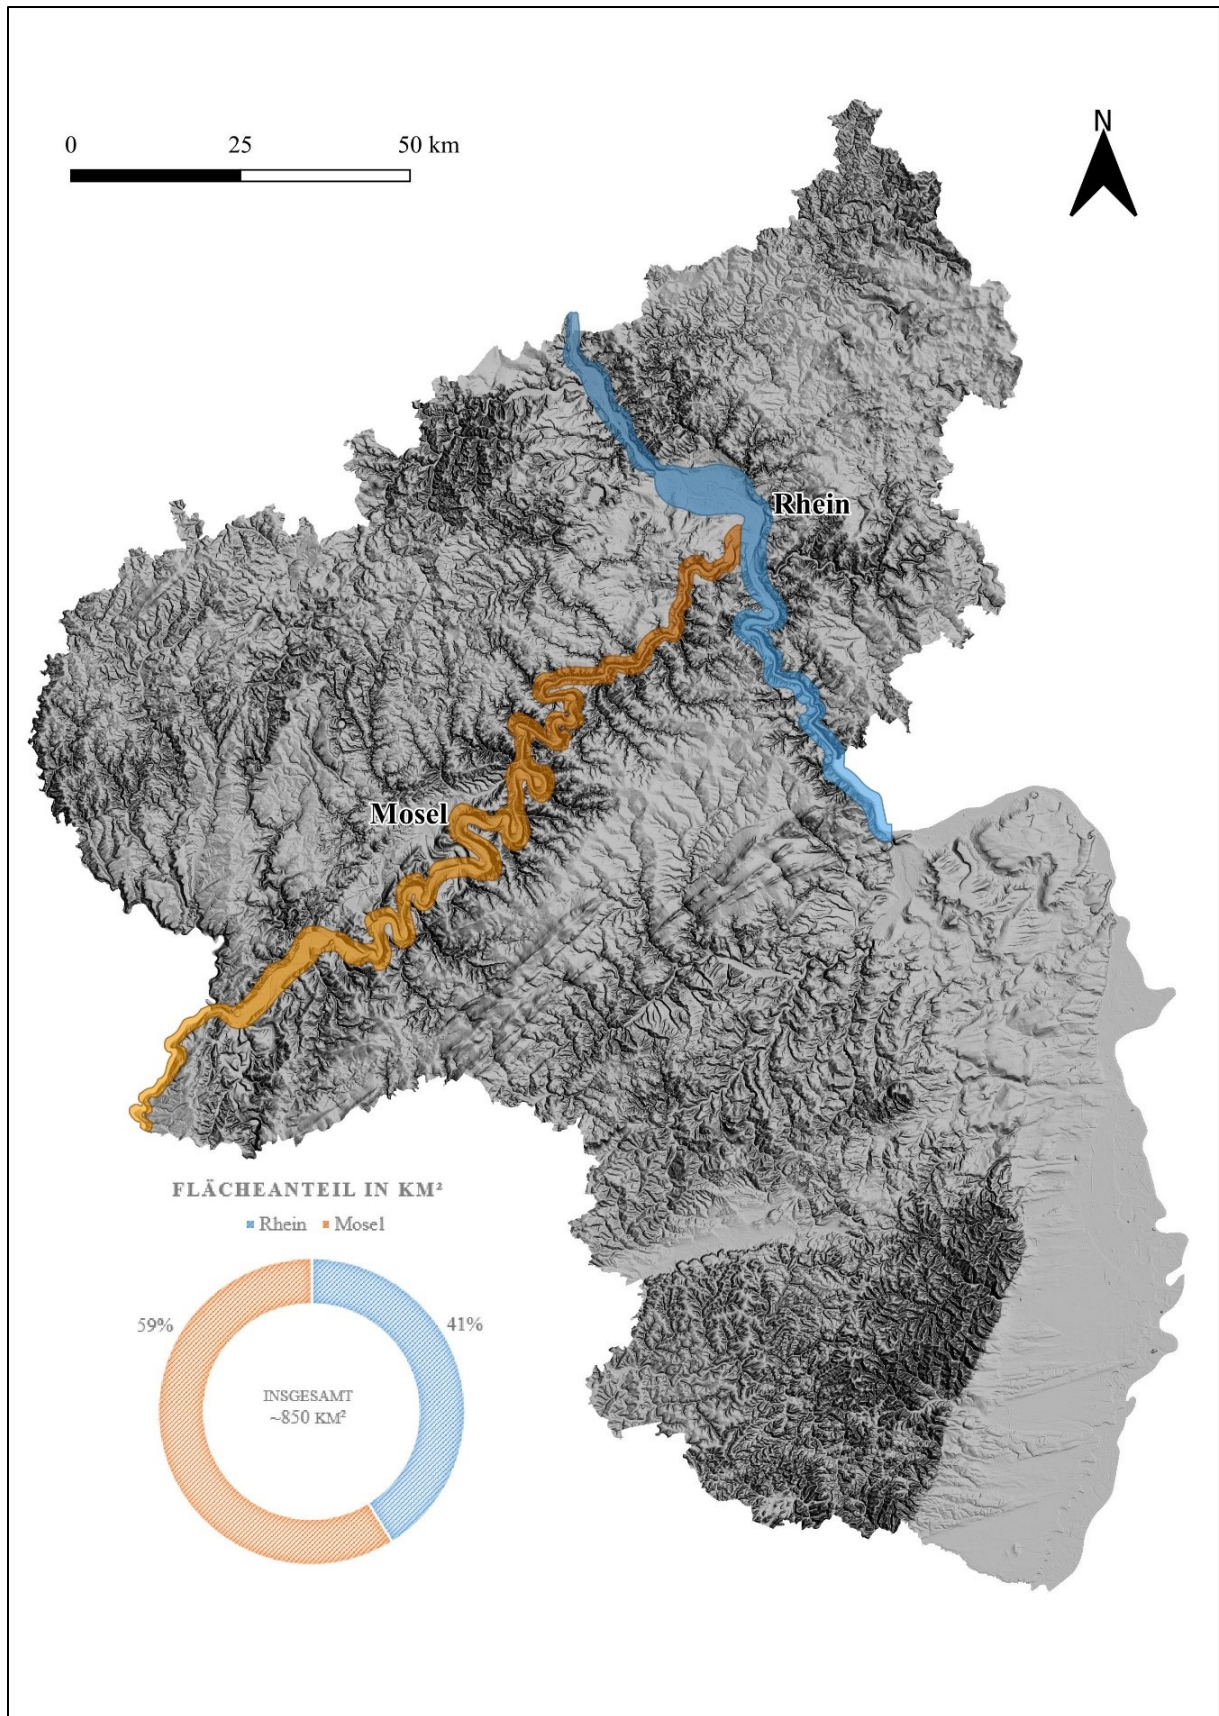 0 25 50 km
N
Rhein
Mosel
FLÄCHEANTEIL IN KM²
Rhein Mosel
59%
41%
INSGESAMT
~850 KM²